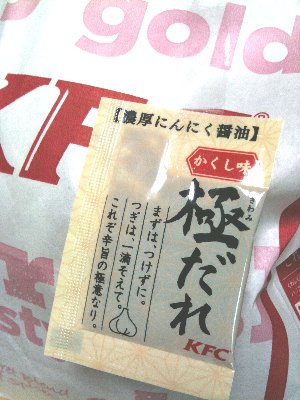 gold
KFC
【濃厚にんにく醤油】
かくし味
きわみ
極だれ
まずは、つけずに。
つぎは、一滴そえて。
これぞ辛旨の極意なり。
KFC